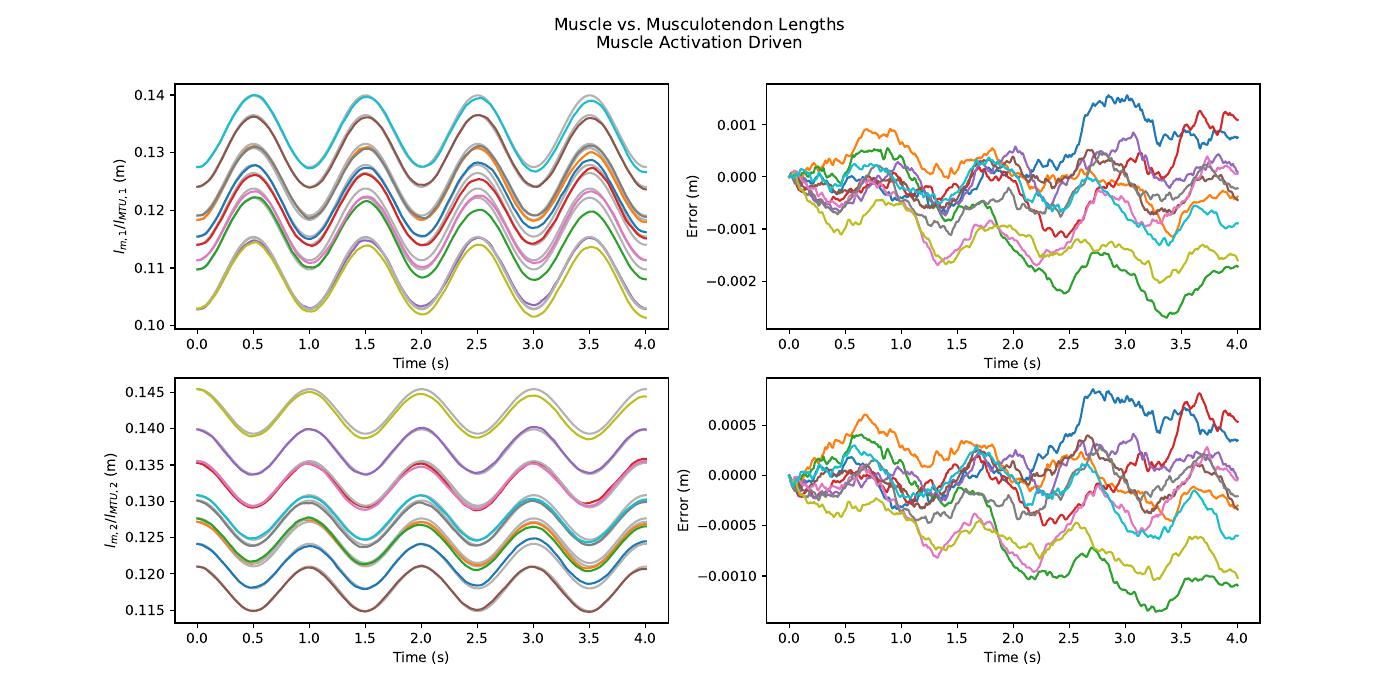 Muscle vs. Musculotendon Lengths
Muscle Activation Driven
l_{m,1}/l_{MTU,1} (m)
0.14
0.13
0.12
0.11
0.10
0.0 0.5 1.0 1.5 2.0 2.5 3.0 3.5 4.0
Time (s)
Error (m)
0.001
0.000
−0.001
−0.002
0.0 0.5 1.0 1.5 2.0 2.5 3.0 3.5 4.0
Time (s)
l_{m,2}/l_{MTU,2} (m)
0.145
0.140
0.135
0.130
0.125
0.120
0.115
0.0 0.5 1.0 1.5 2.0 2.5 3.0 3.5 4.0
Time (s)
Error (m)
0.0005
0.0000
−0.0005
−0.0010
0.0 0.5 1.0 1.5 2.0 2.5 3.0 3.5 4.0
Time (s)